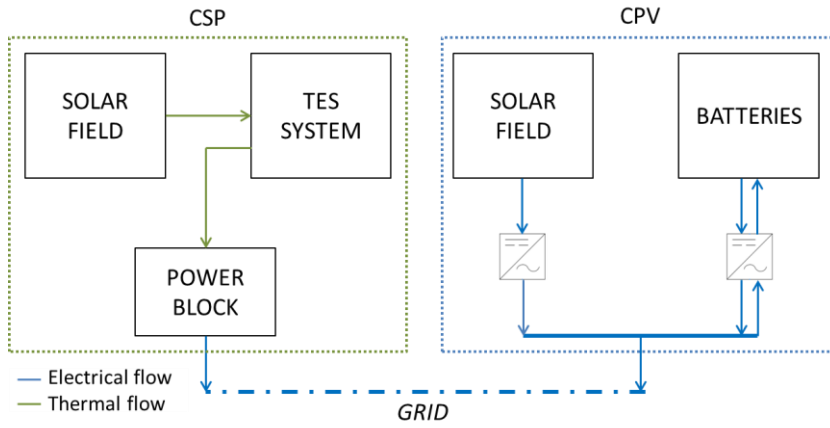 CSP
CPV
SOLAR
FIELD
TES
SYSTEM
SOLAR
FIELD
BATTERIES
POWER
BLOCK
Electrical flow
Thermal flow
GRID